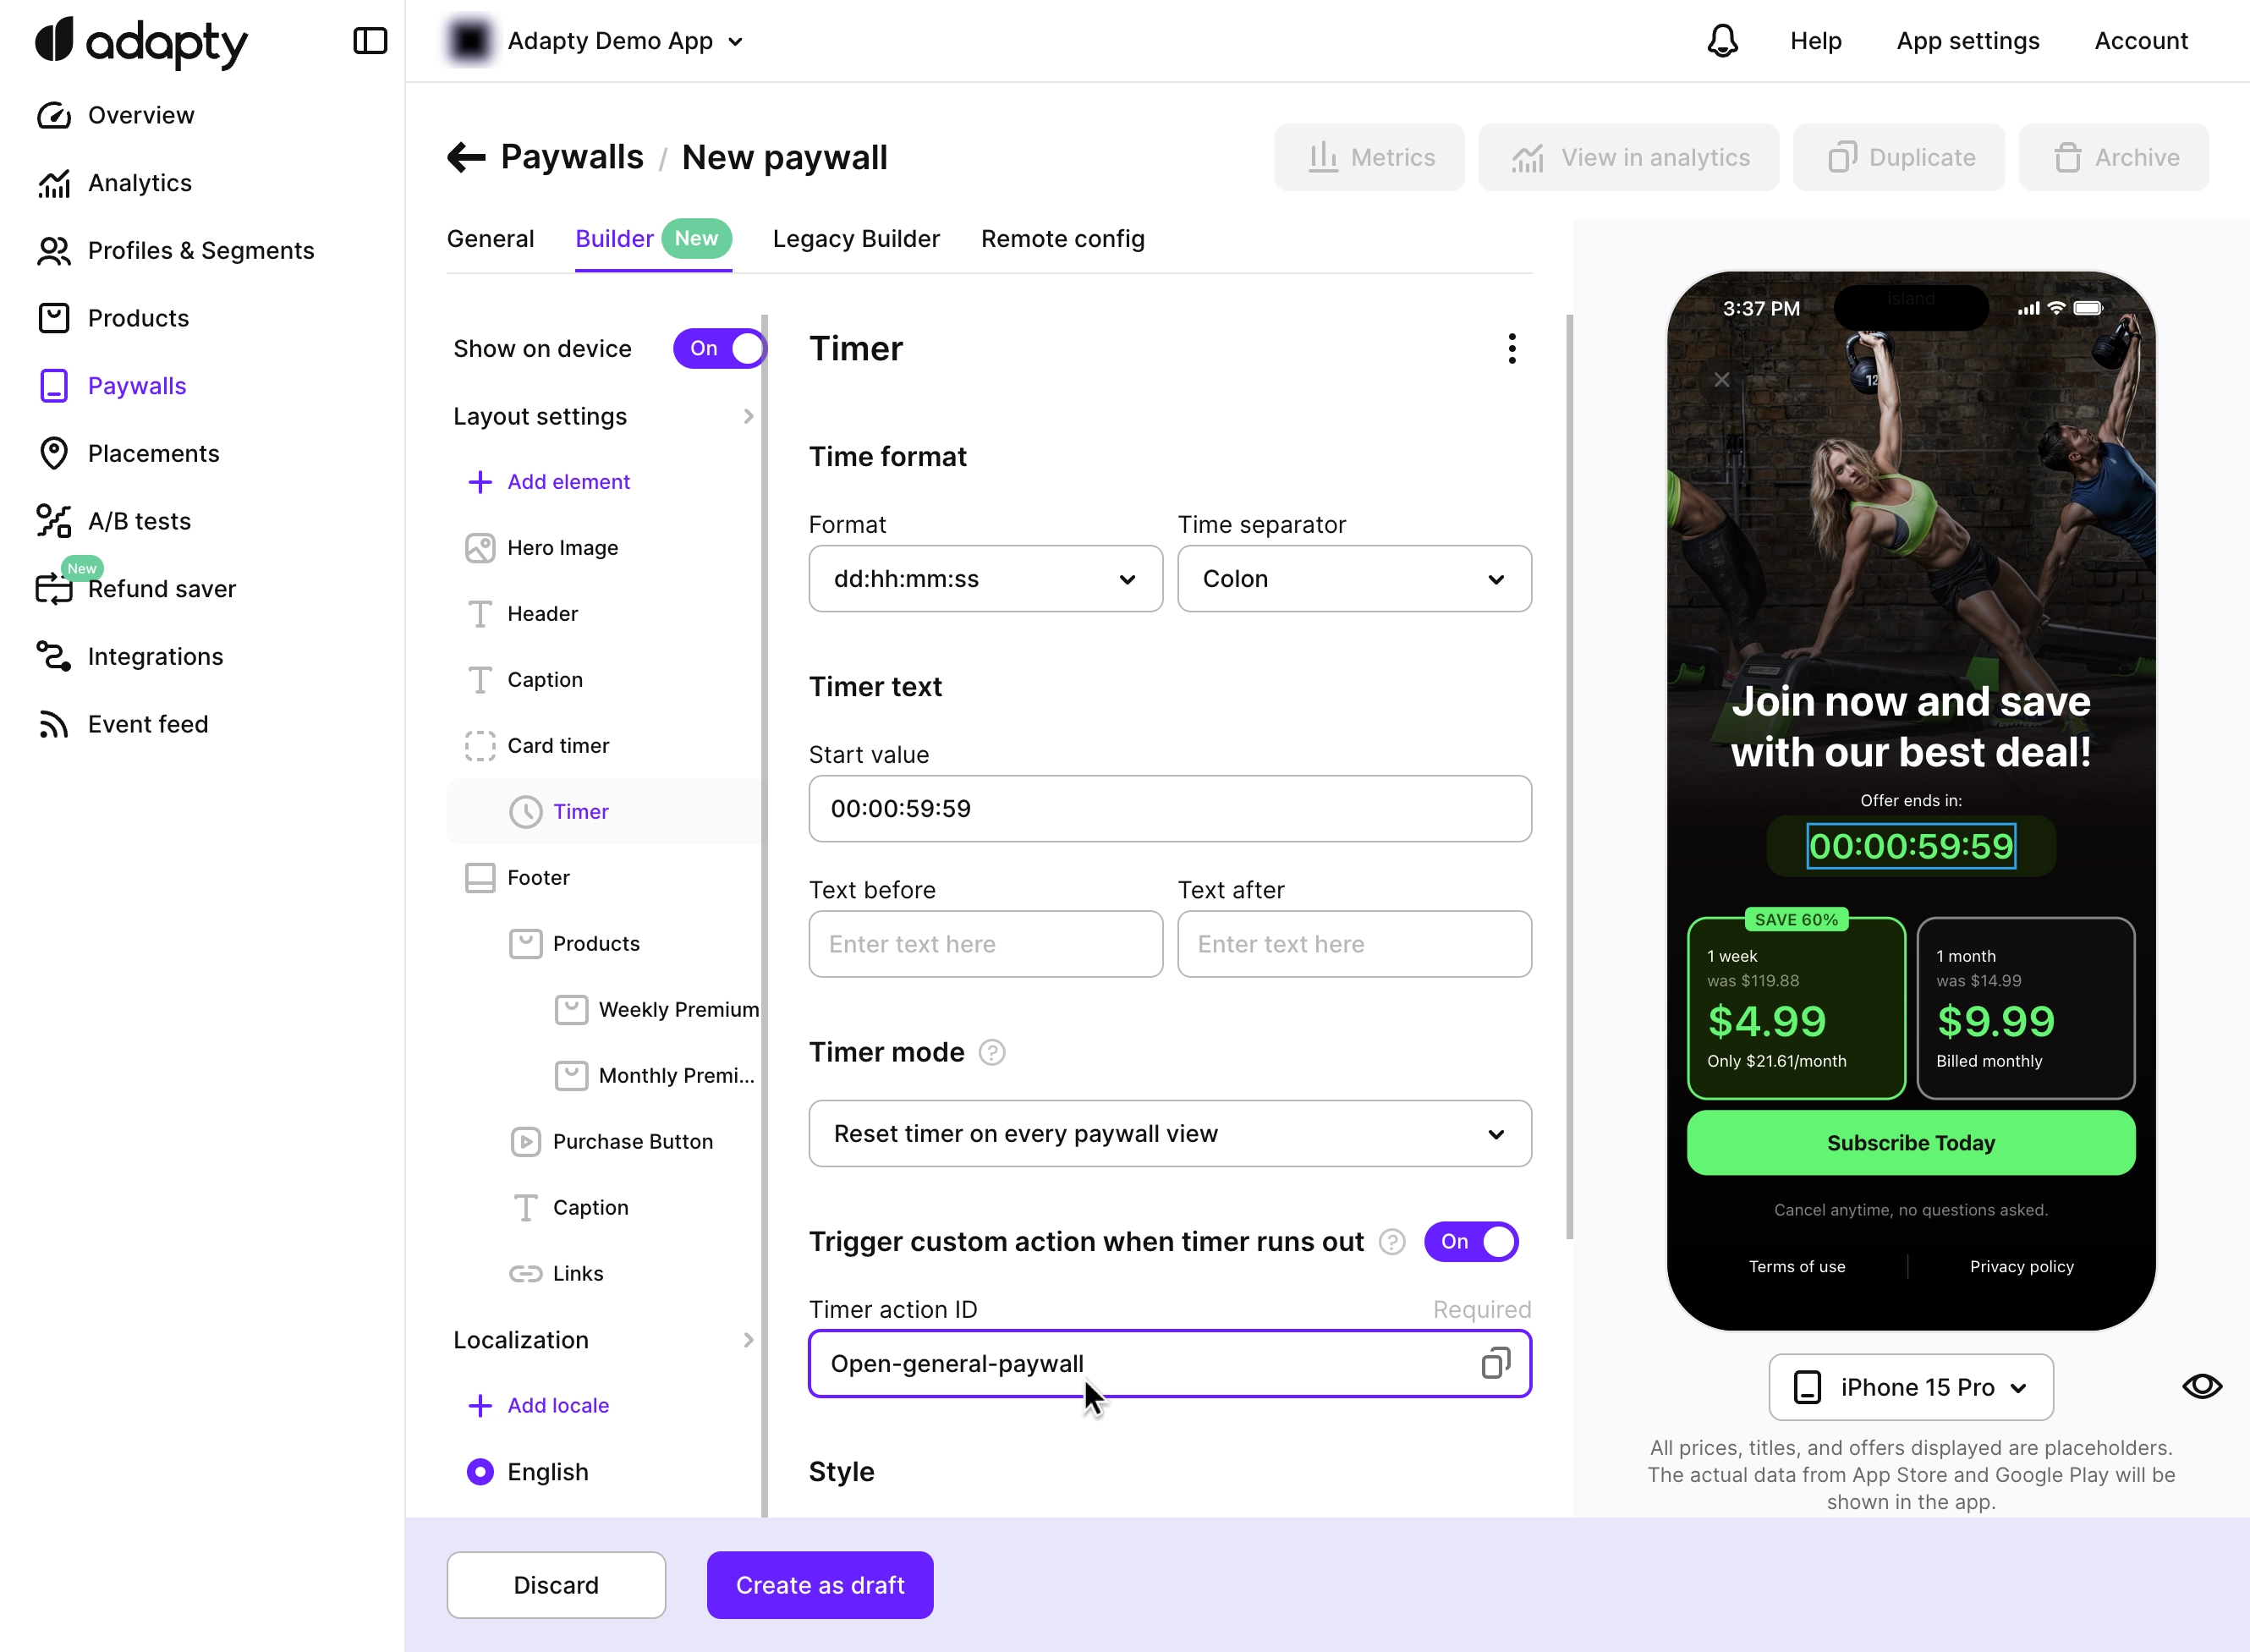 adapty
Adapty Demo App
Help
App settings
Account
Overview
Analytics
Profiles & Segments
Products
Paywalls
Placements
A/B tests
New
Refund saver
Integrations
Event feed
Paywalls / New paywall
Metrics
View in analytics
Duplicate
Archive
General
Builder New
Legacy Builder
Remote config
Show on device On
Layout settings
Add element
Hero Image
Header
Caption
Card timer
Timer
Footer
Products
Weekly Premium
Monthly Premi...
Purchase Button
Caption
Links
Localization
Add locale
English
Timer
Time format
Format
Time separator
dd:hh:mm:ss
Colon
Timer text
Start value
00:00:59:59
Text before
Text after
Enter text here
Enter text here
Timer mode ?
Reset timer on every paywall view
Trigger custom action when timer runs out ? On
Timer action ID
Required
Open-general-paywall
Style
Discard
Create as draft
3:37 PM
island
12
Join now and save
with our best deal!
Offer ends in:
00:00:59:59
SAVE 60%
1 week
was $119.88
$4.99
Only $21.61/month
1 month
was $14.99
$9.99
Billed monthly
Subscribe Today
Cancel anytime, no questions asked.
Terms of use
Privacy policy
iPhone 15 Pro
All prices, titles, and offers displayed are placeholders.
The actual data from App Store and Google Play will be
shown in the app.